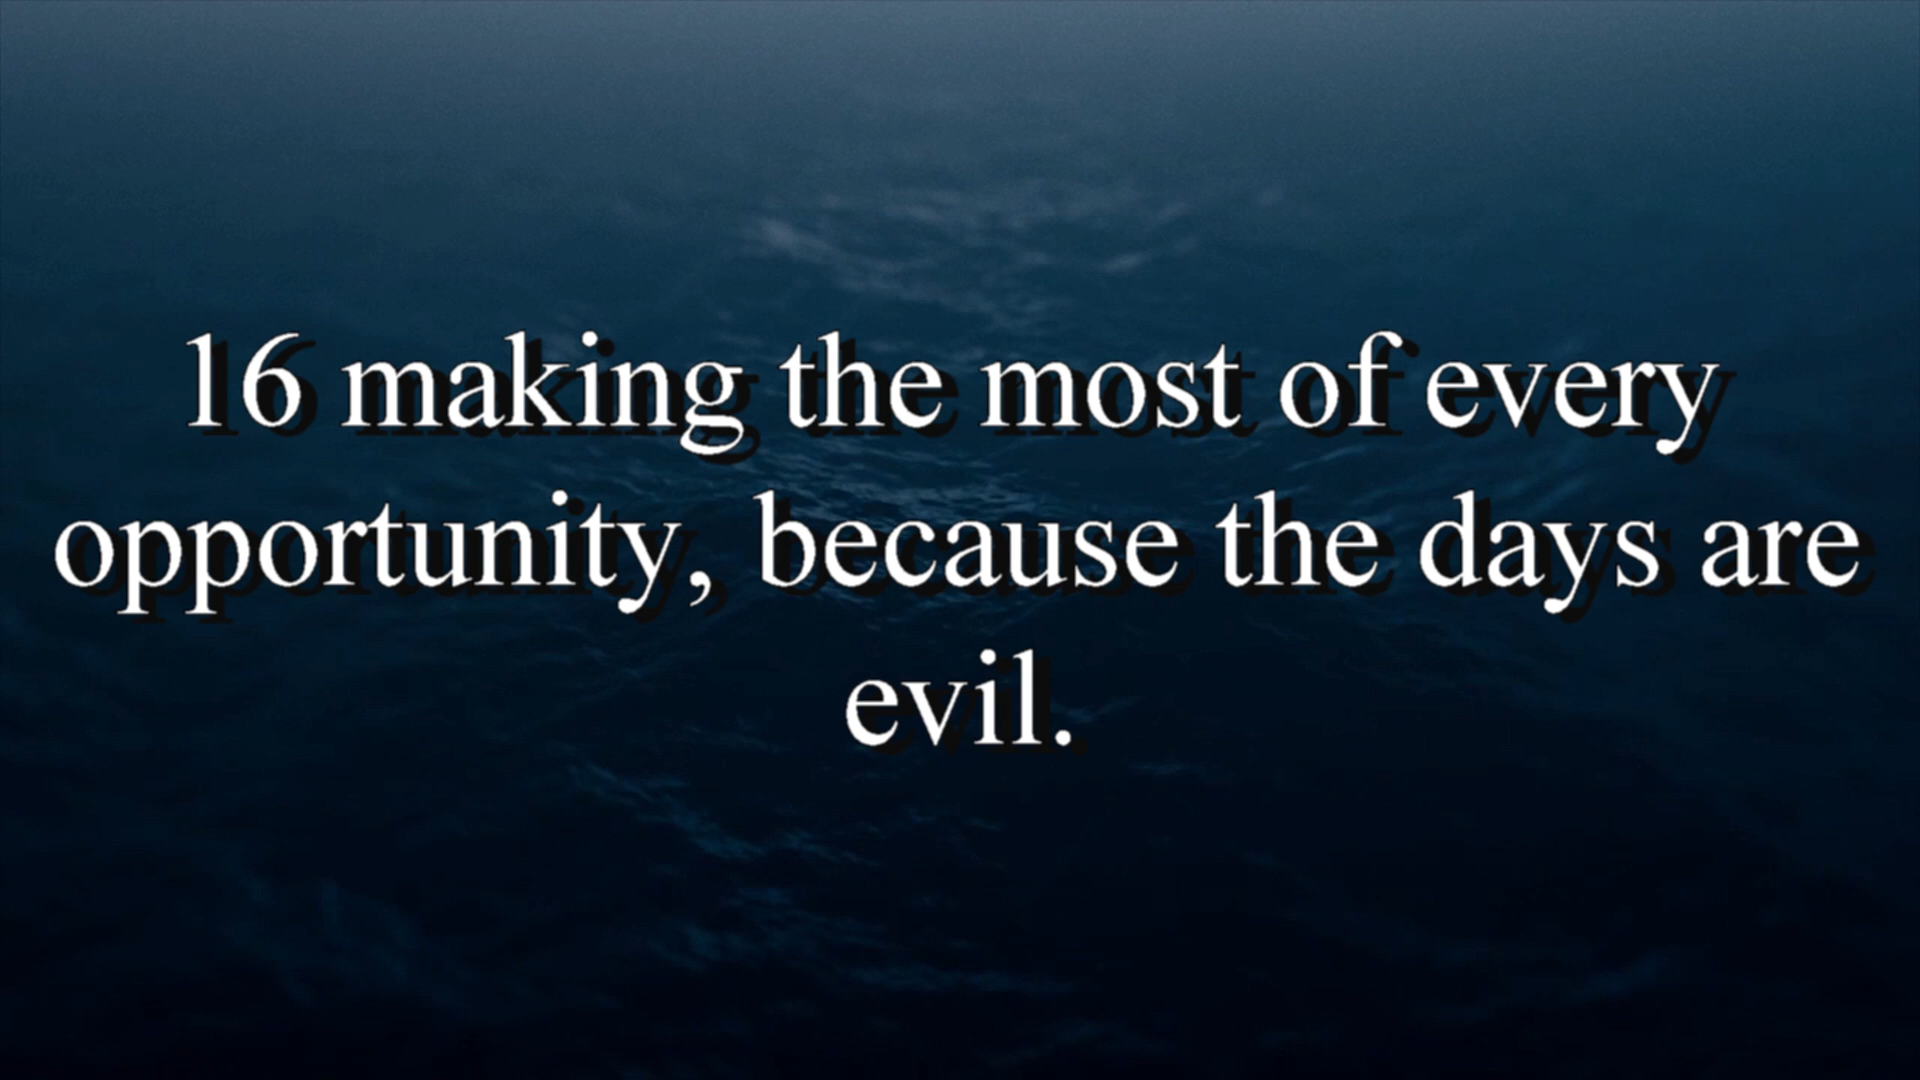 16 making the most of every
opportunity, because the days are
evil.